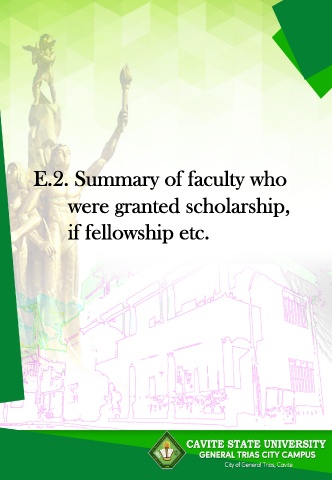 E.2. Summary of faculty who
were granted scholarship,
if fellowship etc.
CAVITE STATE UNIVERSITY
GENERAL TRIAS CITY CAMPUS
City of General Trias, Cavite